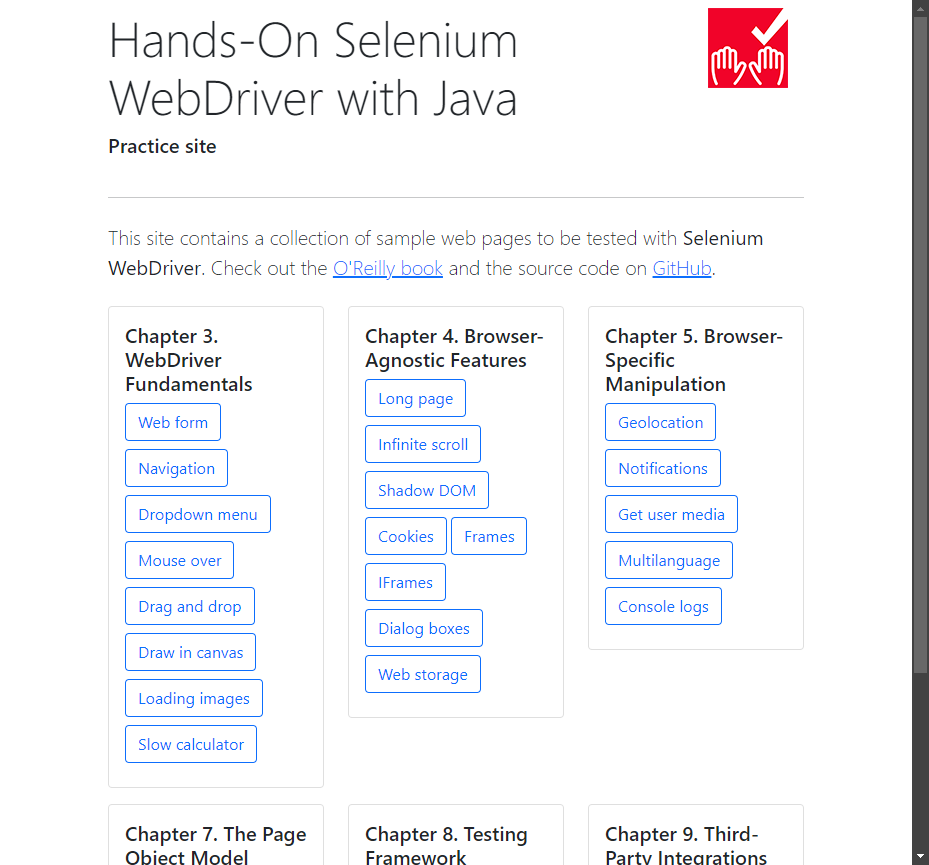 Hands-On Selenium
WebDriver with Java
Practice site
This site contains a collection of sample web pages to be tested with Selenium
WebDriver. Check out the O'Reilly book and the source code on GitHub.
Chapter 3.
WebDriver
Fundamentals
Web form
Navigation
Dropdown menu
Mouse over
Drag and drop
Draw in canvas
Loading images
Slow calculator
Chapter 4. Browser-
Agnostic Features
Long page
Infinite scroll
Shadow DOM
Cookies Frames
IFrames
Dialog boxes
Web storage
Chapter 5. Browser-
Specific
Manipulation
Geolocation
Notifications
Get user media
Multilanguage
Console logs
Chapter 7. The Page
Object Model
Chapter 8. Testing
Framework
Chapter 9. Third-
Party Integrations